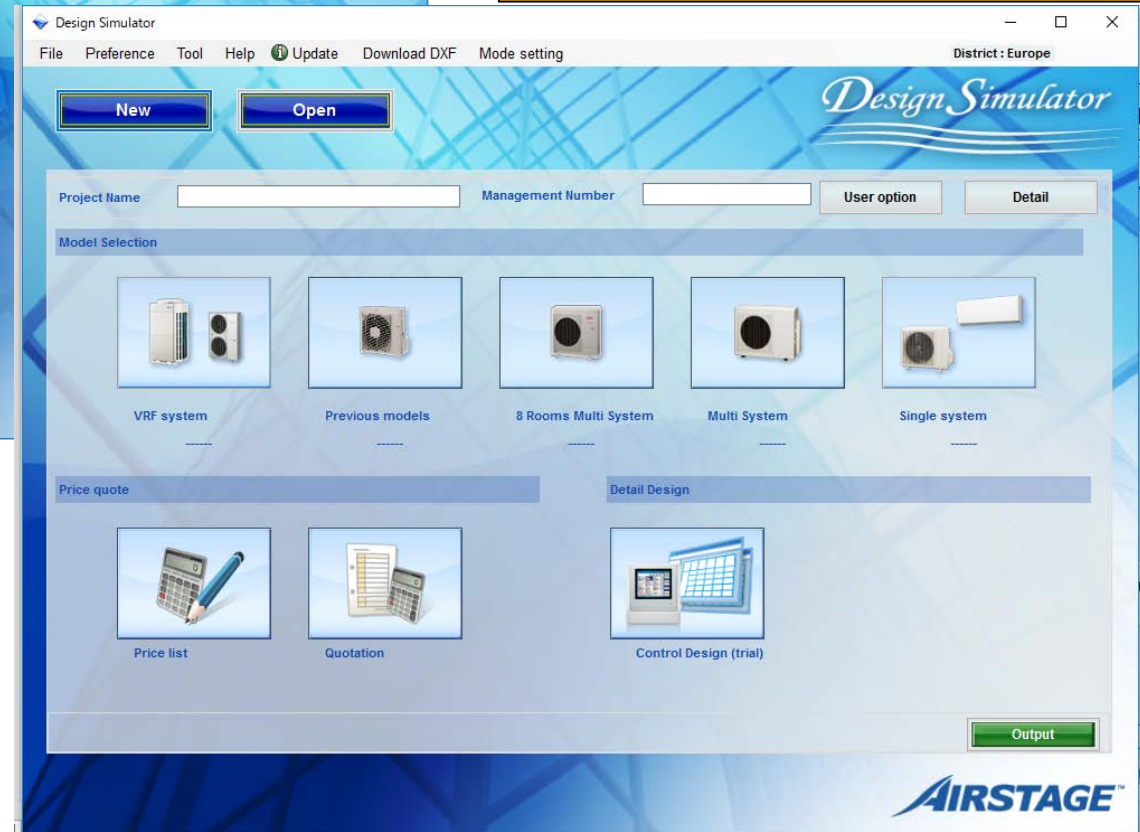 Design Simulator
File Preference Tool Help Update Download DXF Mode setting District : Europe
New Open Design Simulator
Project Name Management Number User option Detail
Model Selection
VRF system Previous models 8 Rooms Multi System Multi System Single system
------ ------ ------ ------ ------
Price quote Detail Design
Price list Quotation Control Design (trial)
Output
AIRSTAGE™